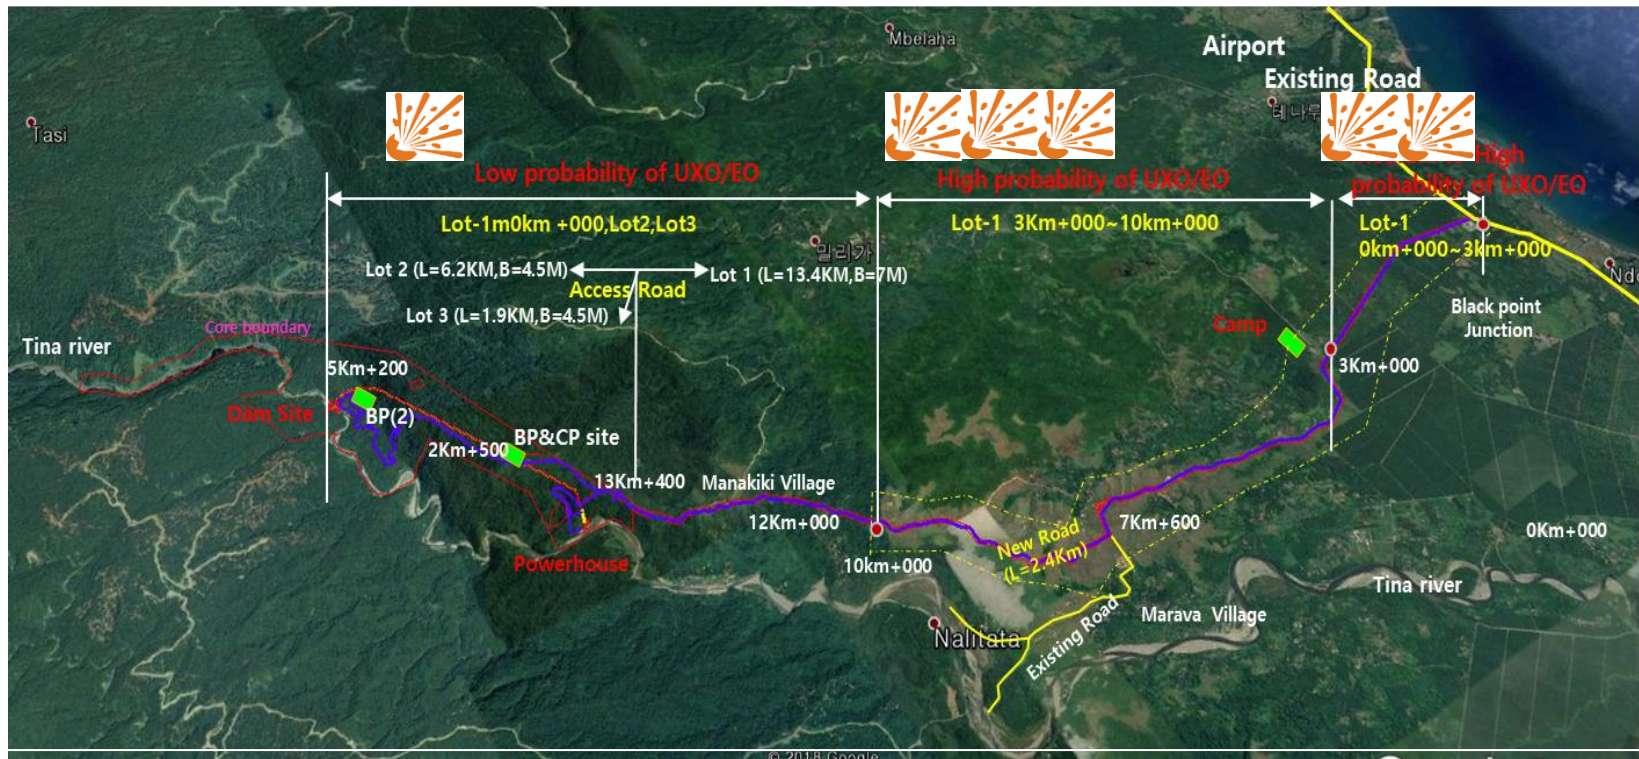 Mbelaha
Airport
Existing Road
Tasi
High
Low probability of UXO/EO
High probability of UXO/EO
probability of UXO/EO
Lot-1m0km +000,Lot2,Lot3
Lot-1 3Km+000~10km+000
Lot-1
0km+000~3km+000
밀리가
Lot 2 (L=6.2KM,B=4.5M)
Lot 1 (L=13.4KM,B=7M)
Access Road
Lot 3 (L=1.9KM,B=4.5M)
Black point
Junction
Camp
Core boundary
Tina river
5Km+200
3Km+000
Dam Site
BP(2)
BP&CP site
2Km+500
13Km+400
Manakiki Village
12Km+000
7Km+600
0Km+000
New Road
(L=2.4Km)
10km+000
Powerhouse
Tina river
Marava Village
Existing Road
Nalilata
© 2018 Google